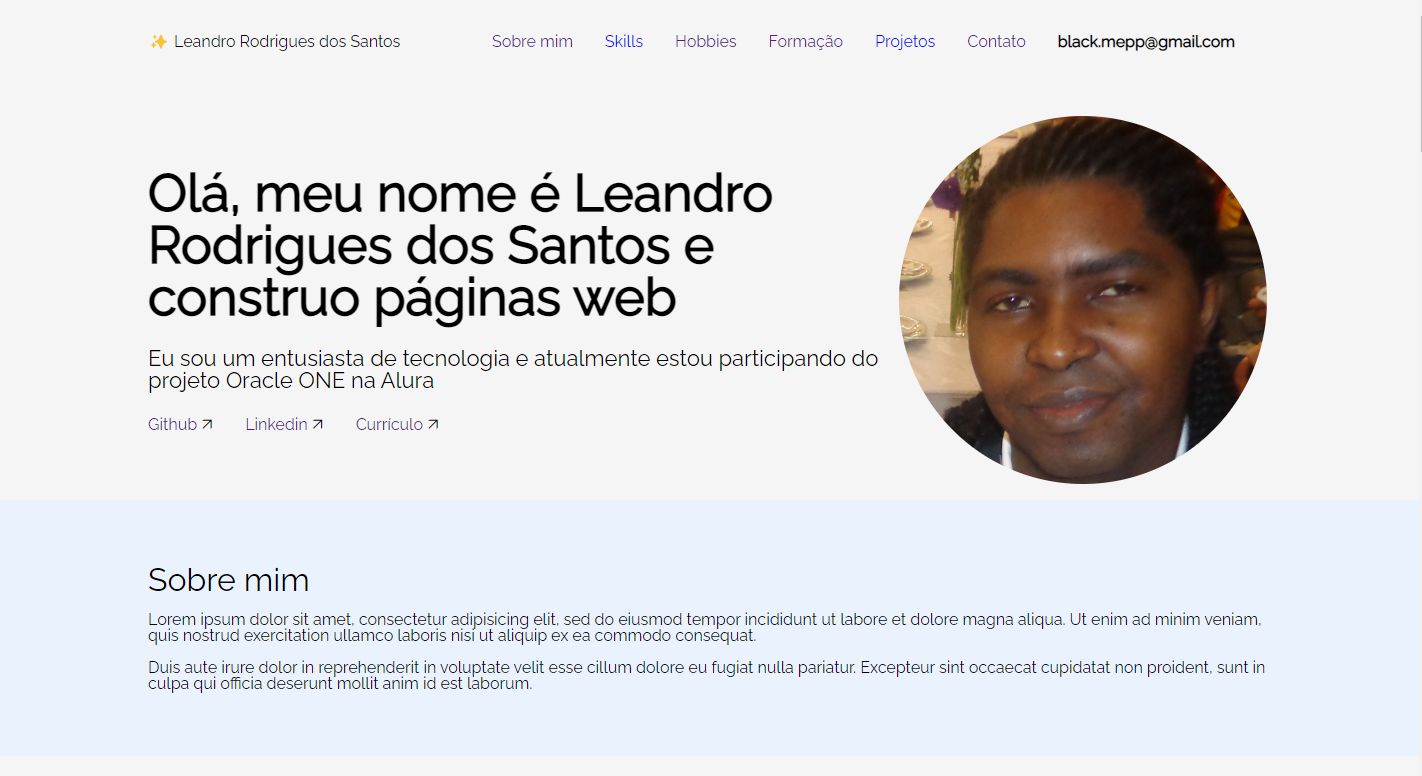 ✨ Leandro Rodrigues dos Santos Sobre mim Skills Hobbies Formação Projetos Contato black.mepp@gmail.com
Olá, meu nome é Leandro
Rodrigues dos Santos e
construo páginas web
Eu sou um entusiasta de tecnologia e atualmente estou participando do
projeto Oracle ONE na Alura
Github Linkedin Currículo
Sobre mim
Lorem ipsum dolor sit amet, consectetur adipisicing elit, sed do eiusmod tempor incididunt ut labore et dolore magna aliqua. Ut enim ad minim veniam,
quis nostrud exercitation ullamco laboris nisi ut aliquip ex ea commodo consequat.
Duis aute irure dolor in reprehenderit in voluptate velit esse cillum dolore eu fugiat nulla pariatur. Excepteur sint occaecat cupidatat non proident, sunt in
culpa qui officia deserunt mollit anim id est laborum.